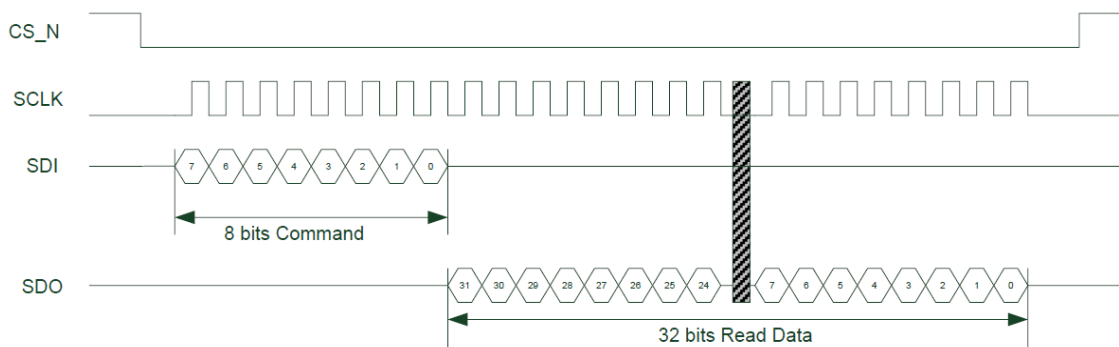 CS_N
SCLK
SDI
7 6 5 4 3 2 1 0
8 bits Command
SDO
31 30 29 28 27 26 25 24 7 6 5 4 3 2 1 0
32 bits Read Data